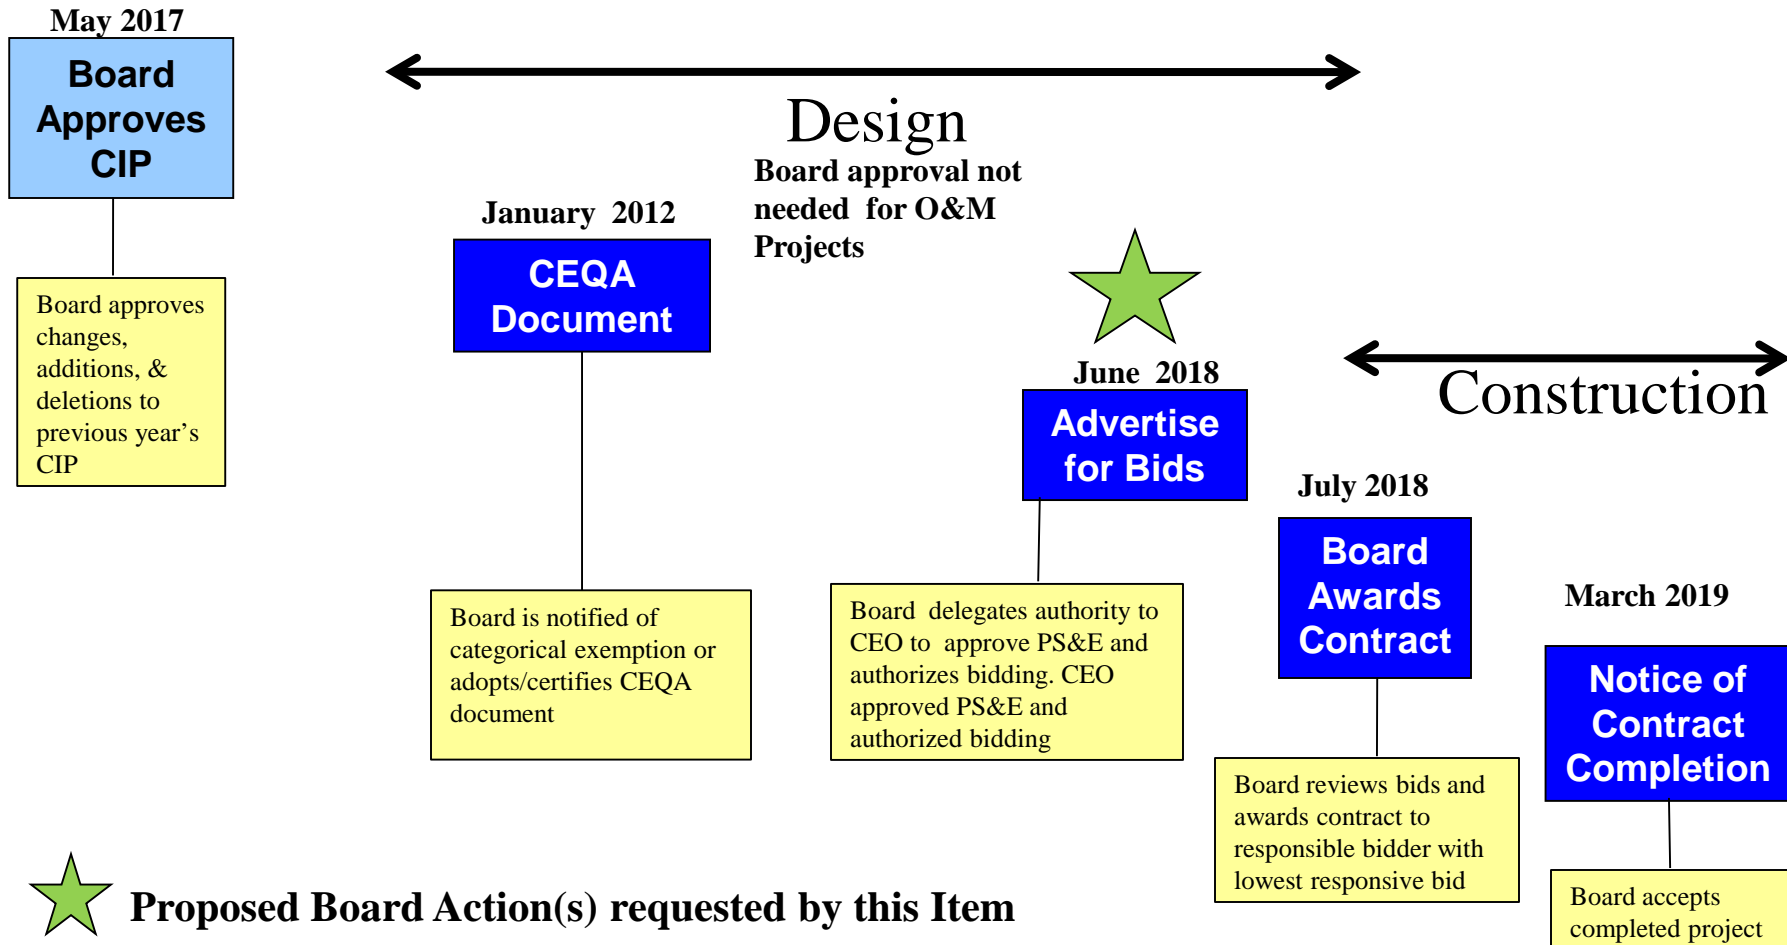 May 2017
Board
Approves
CIP
Board approves
changes,
additions, &
deletions to
previous year’s
CIP
Design
Board approval not
needed for O&M
Projects
January 2012
CEQA
Document
Board is notified of
categorical exemption or
adopts/certifies CEQA
document
June 2018
Advertise
for Bids
Board delegates authority to
CEO to approve PS&E and
authorizes bidding. CEO
approved PS&E and
authorized bidding
Construction
July 2018
Board
Awards
Contract
Board reviews bids and
awards contract to
responsible bidder with
lowest responsive bid
March 2019
Notice of
Contract
Completion
Board accepts
completed project
Proposed Board Action(s) requested by this Item